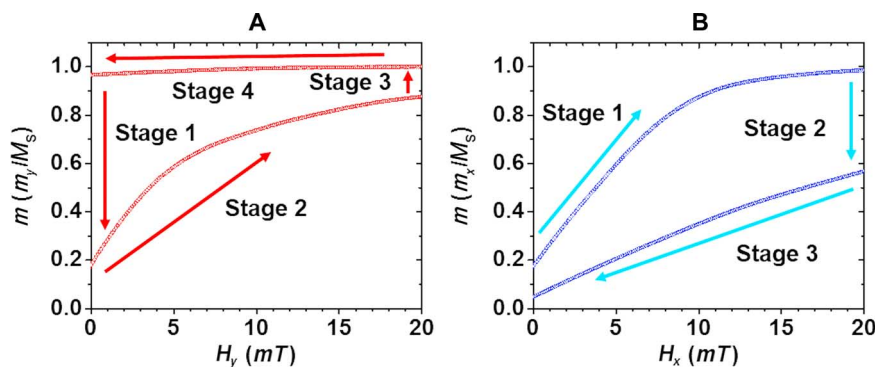 A
B
m (m_y/M_S)
1.0
0.8
0.6
0.4
0.2
0.0
Stage 4
Stage 3
Stage 1
Stage 2
0 5 10 15 20
H_y (mT)
m (m_x/M_S)
1.0
0.8
0.6
0.4
0.2
0.0
Stage 1
Stage 2
Stage 3
0 5 10 15 20
H_x (mT)